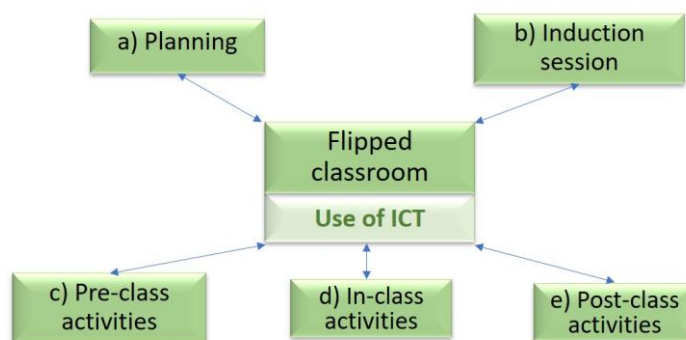 a) Planning
b) Induction
session
Flipped
classroom
Use of ICT
c) Pre-class
activities
d) In-class
activities
e) Post-class
activities